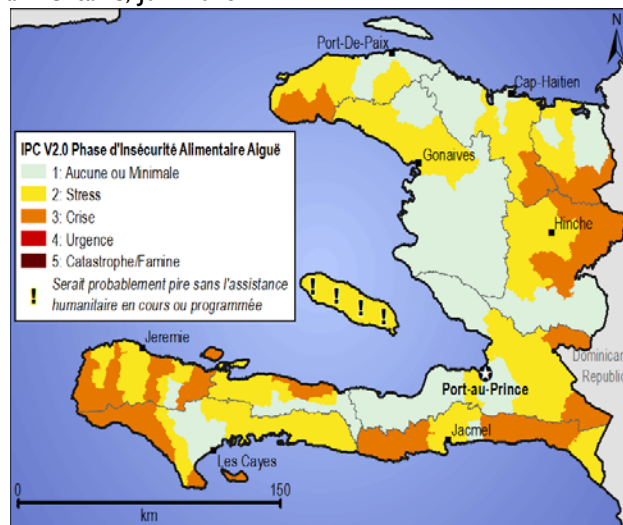 N
Port-De-Paix
Cap-Haitien
IPC V2.0 Phase d'Insécurité Alimentaire Aiguë
1: Aucune ou Minimale
2: Stress
3: Crise
4: Urgence
5: Catastrophe/Famine
! Serait probablement pire sans l'assistance
humanitaire en cours ou programmée
Gonaives
Hinche
! ! ! !
Jeremie
Dominican
Republic
Port-au-Prince
Jacmel
Les Cayes
0 150
km